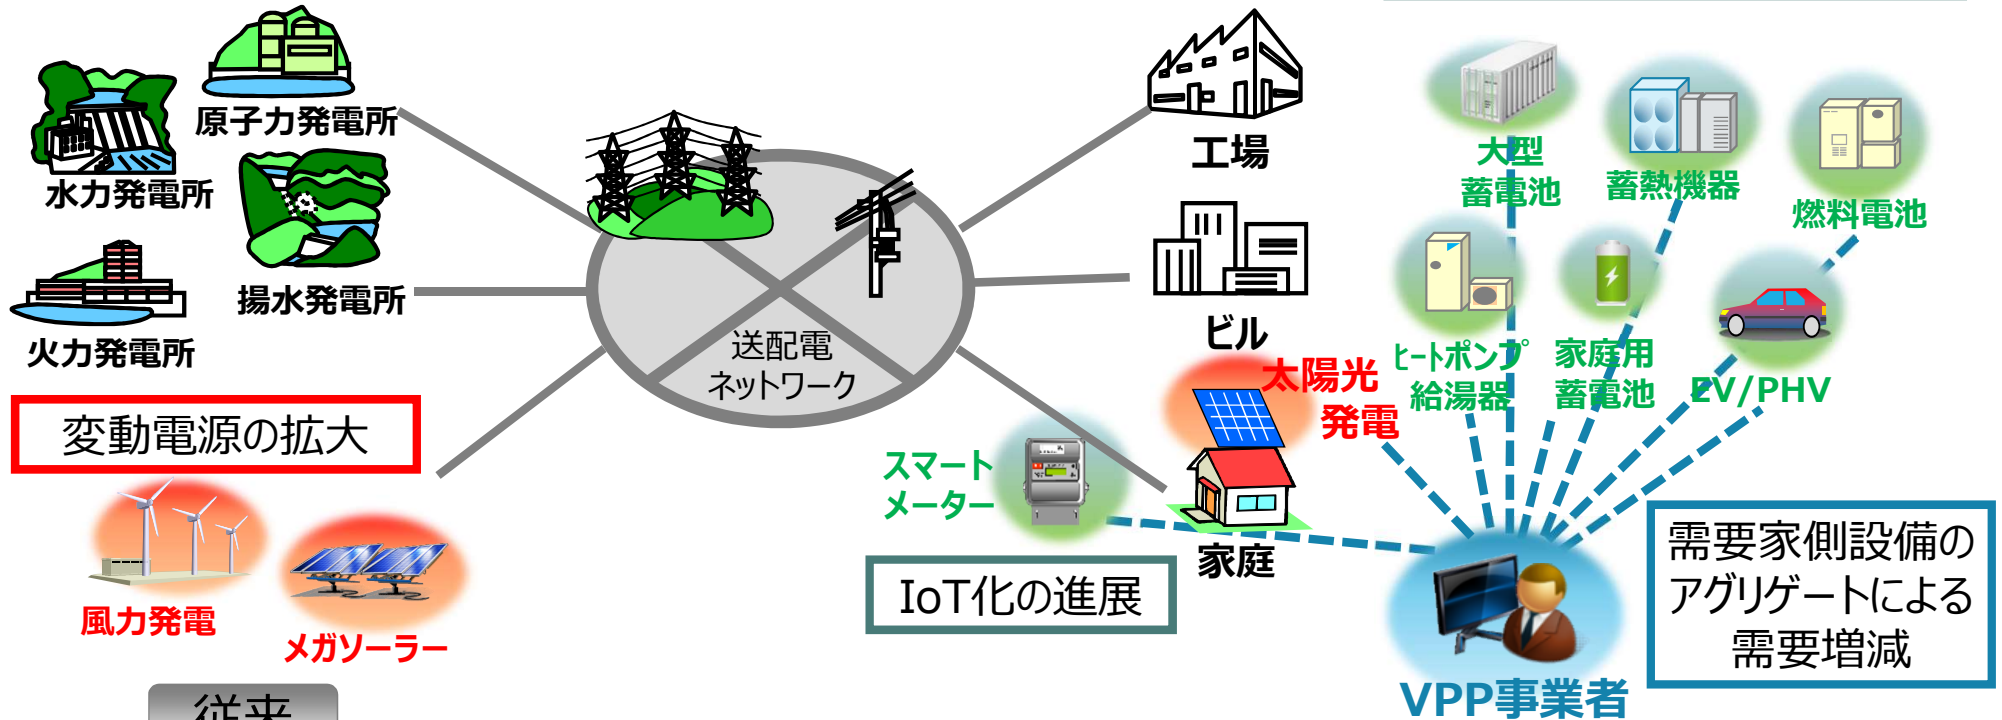 原子力発電所
水力発電所
揚水発電所
火力発電所
変動電源の拡大
風力発電
メガソーラー
従来
送配電
ネットワーク
工場
ビル
太陽光
発電
スマート
メーター
家庭
IoT化の進展
大型
蓄電池
蓄熱機器
燃料電池
ヒートポンプ
給湯器
家庭用
蓄電池
EV/PHV
需要家側設備の
アグリゲートによる
需要増減
VPP事業者